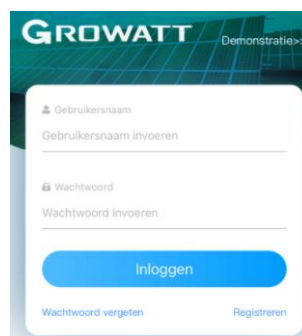 GROWATT
Demonstratie>>
Gebruikersnaam
Gebruikersnaam invoeren
Wachtwoord
Wachtwoord invoeren
Inloggen
Wachtwoord vergeten
Registreren